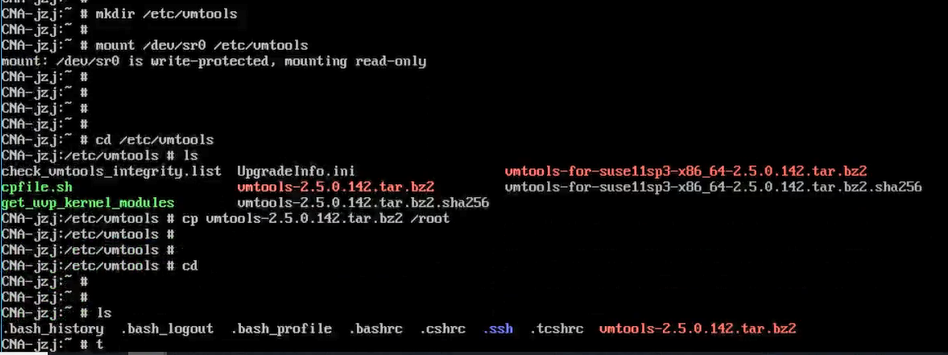 CNA-jzj:~ # mkdir /etc/vmtools
CNA-jzj:~ #
CNA-jzj:~ # mount /dev/sr0 /etc/vmtools
mount: /dev/sr0 is write-protected, mounting read-only
CNA-jzj:~ #
CNA-jzj:~ #
CNA-jzj:~ #
CNA-jzj:~ #
CNA-jzj:~ # cd /etc/vmtools
CNA-jzj:/etc/vmtools # ls
check_vmtools_integrity.list UpgradeInfo.ini vmtools-for-suse11sp3-x86_64-2.5.0.142.tar.bz2
cpfile.sh vmtools-2.5.0.142.tar.bz2 vmtools-for-suse11sp3-x86_64-2.5.0.142.tar.bz2.sha256
get_uvp_kernel_modules vmtools-2.5.0.142.tar.bz2.sha256
CNA-jzj:/etc/vmtools # cp vmtools-2.5.0.142.tar.bz2 /root
CNA-jzj:/etc/vmtools #
CNA-jzj:/etc/vmtools #
CNA-jzj:/etc/vmtools # cd
CNA-jzj:~ #
CNA-jzj:~ #
CNA-jzj:~ # ls
.bash_history .bash_logout .bash_profile .bashrc .cshrc .ssh .tcshrc vmtools-2.5.0.142.tar.bz2
CNA-jzj:~ # t